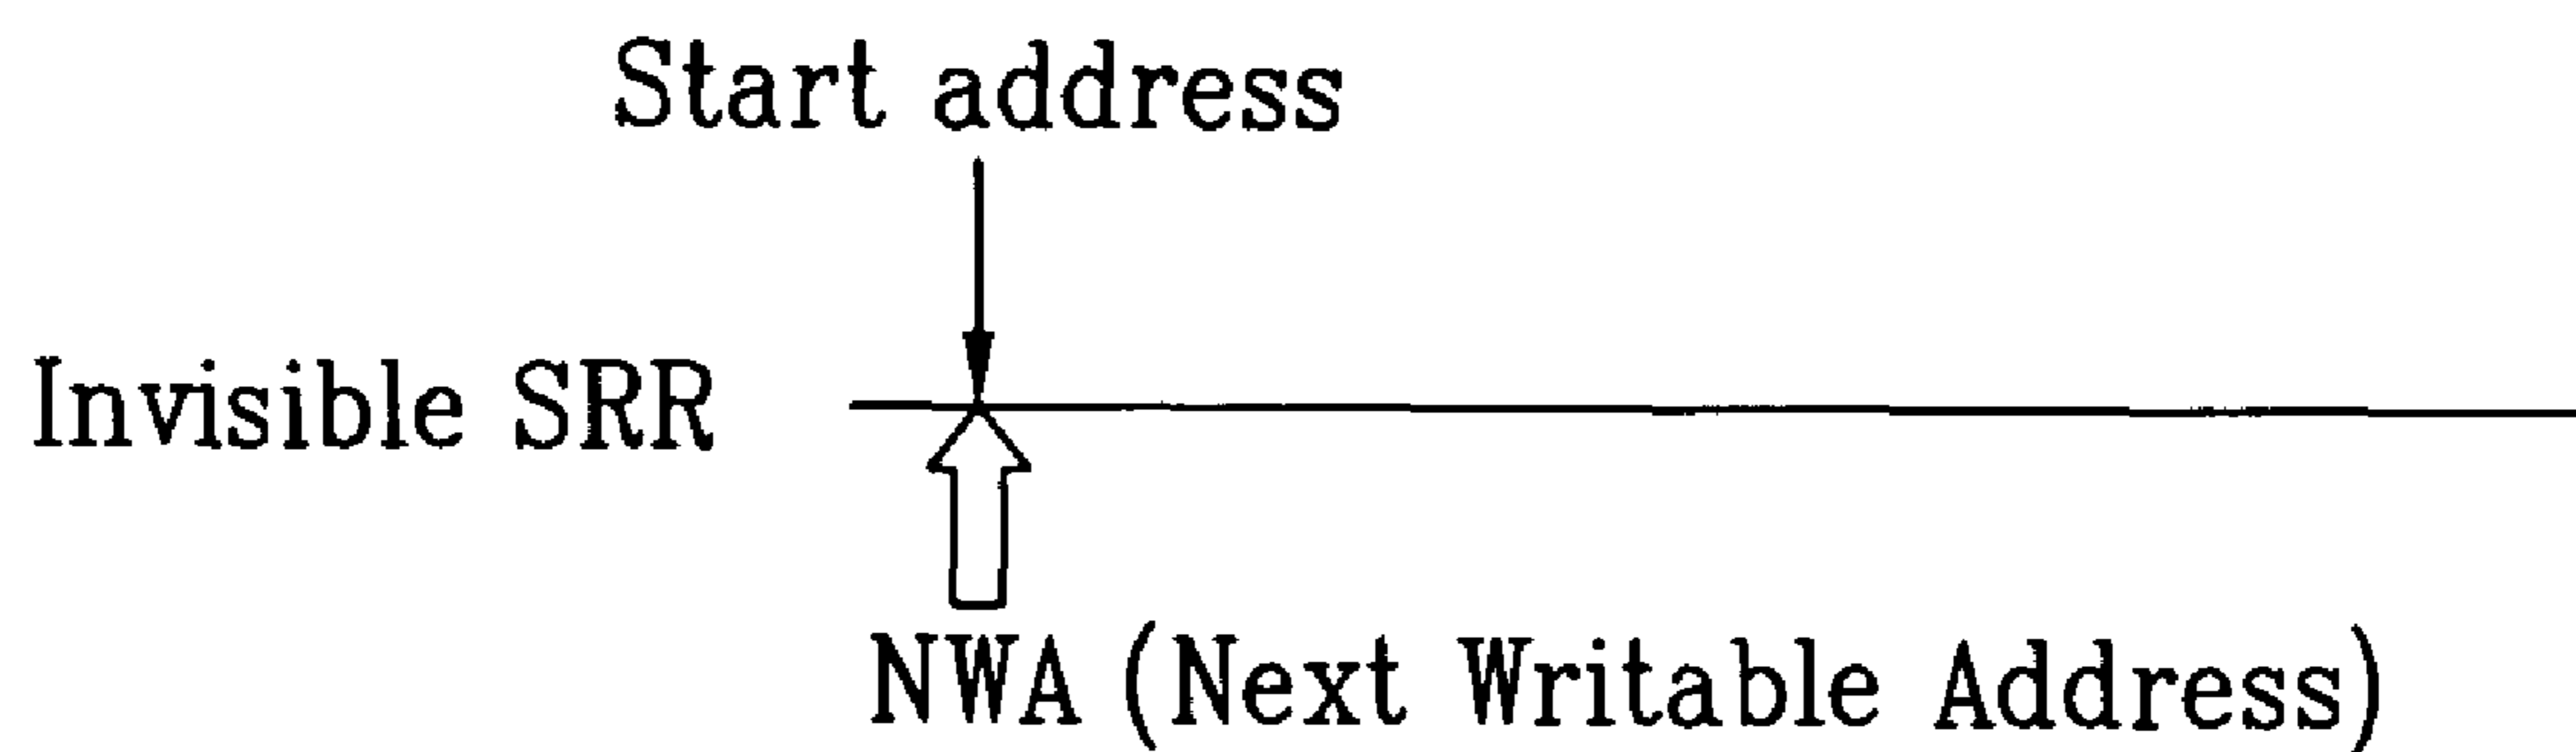 Start address
Invisible SRR
NWA (Next Writable Address)